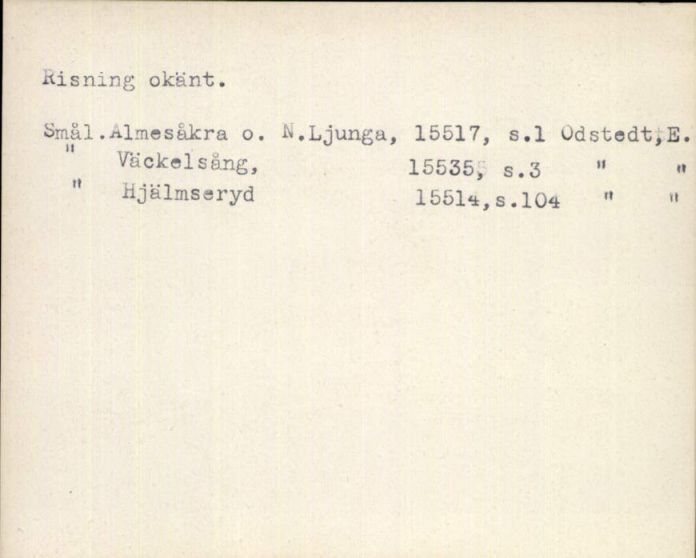 Risning okänt.
Smål. Almesåkra o. N.Ljunga, 15517, s.1 Odstedt, E.
" Väckelsång, 15535, s.3 " "
" Hjälmseryd 15514, s.104 " "